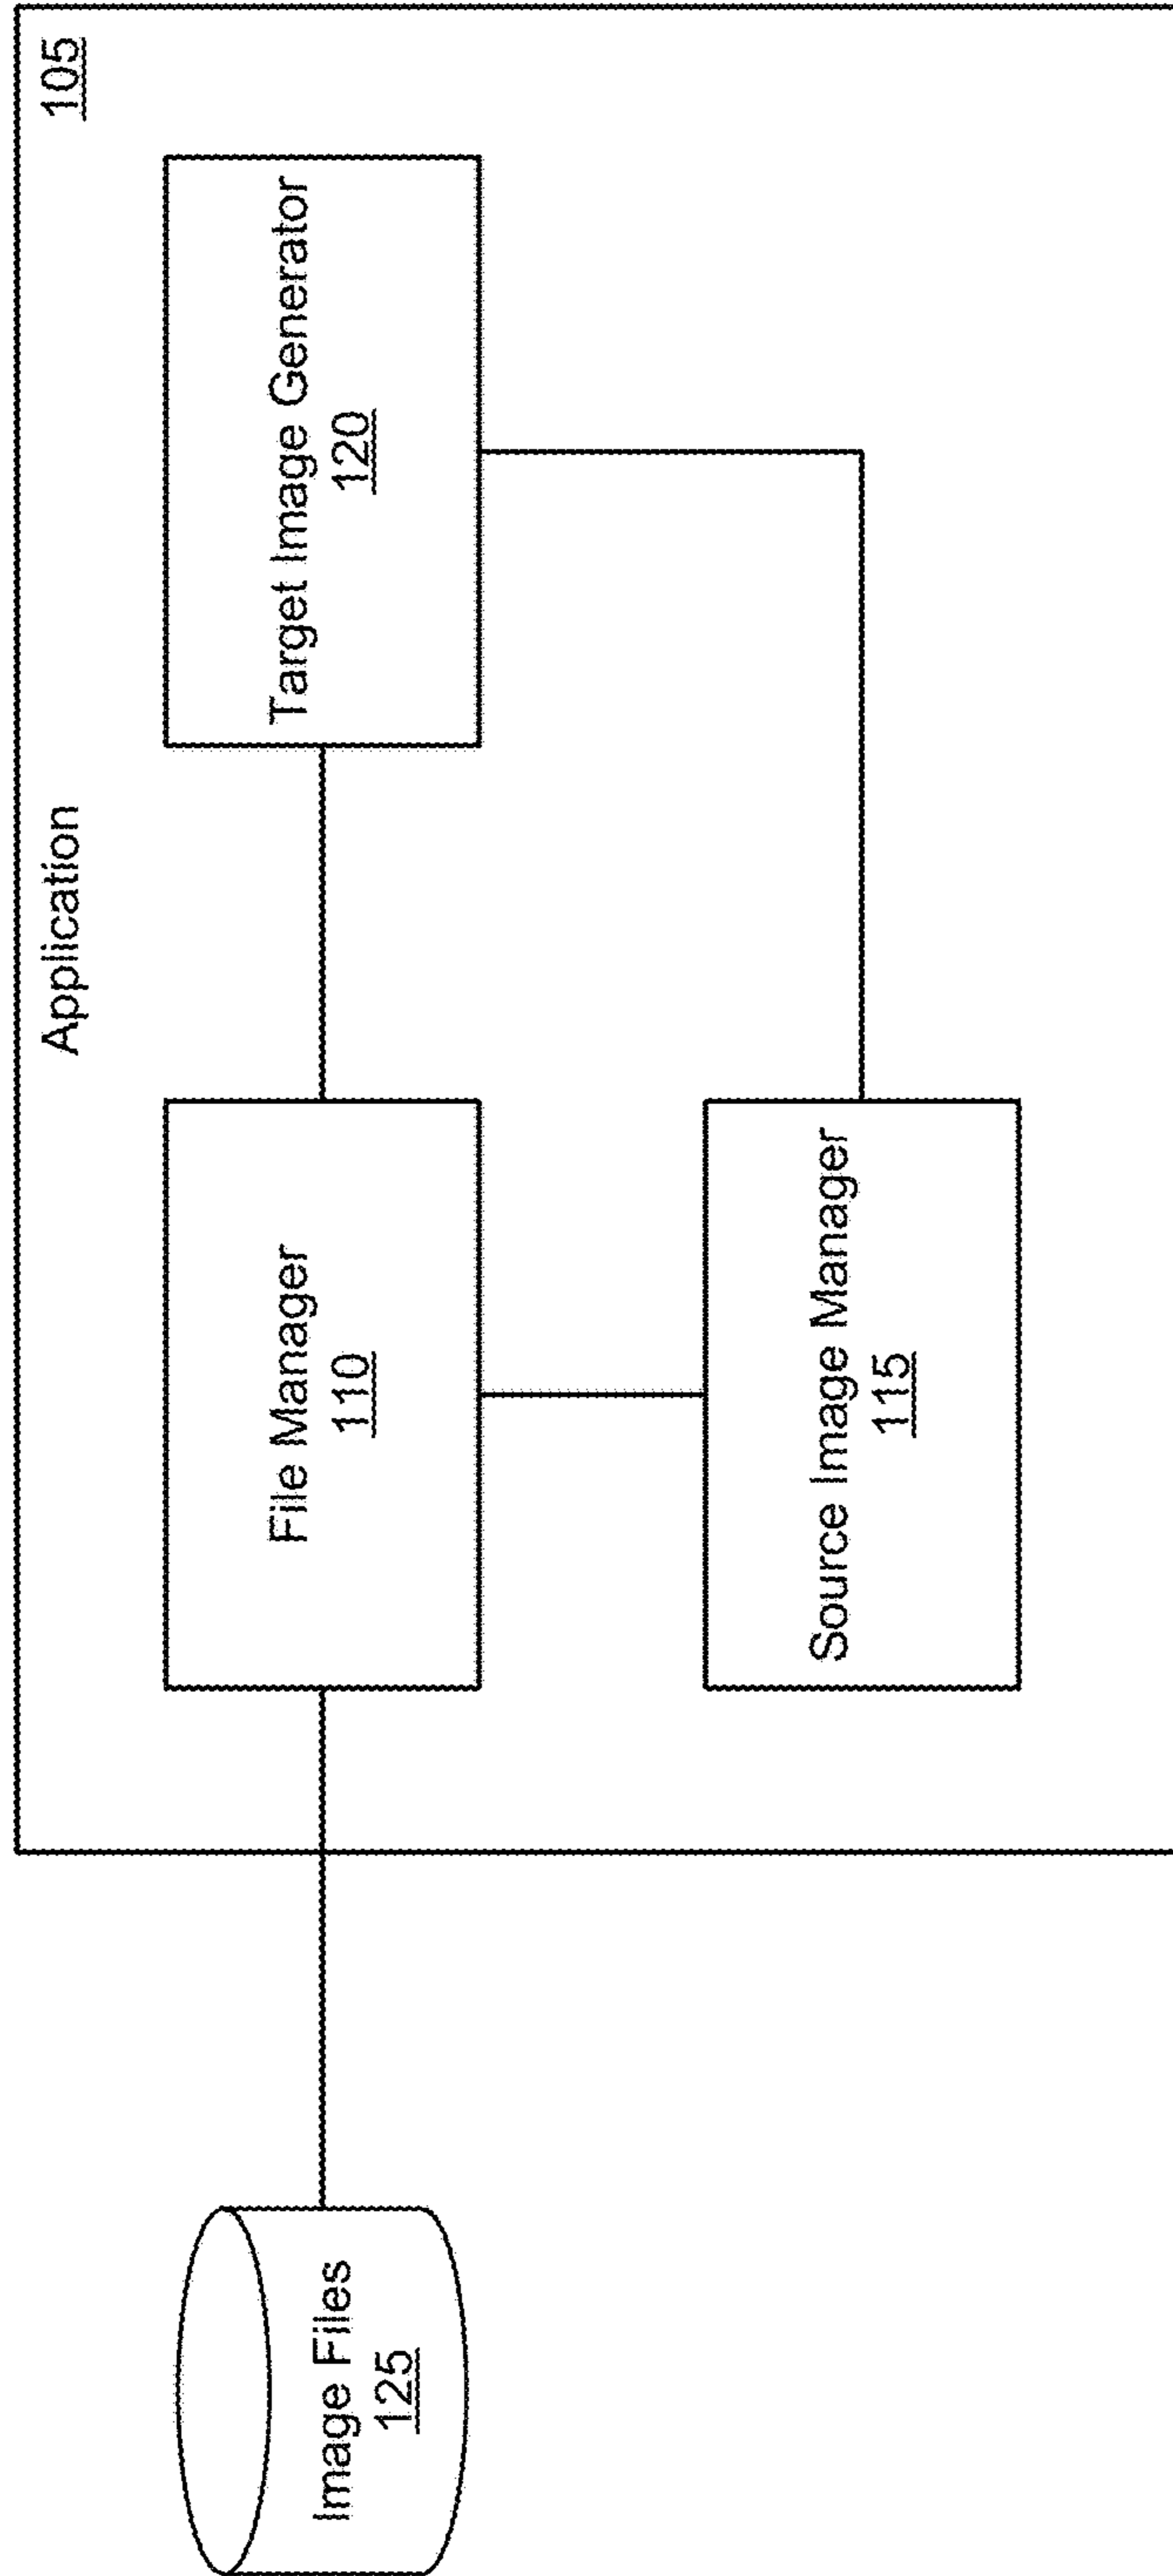 Application
105
Image Files
125
File Manager
110
Target Image Generator
120
Source Image Manager
115